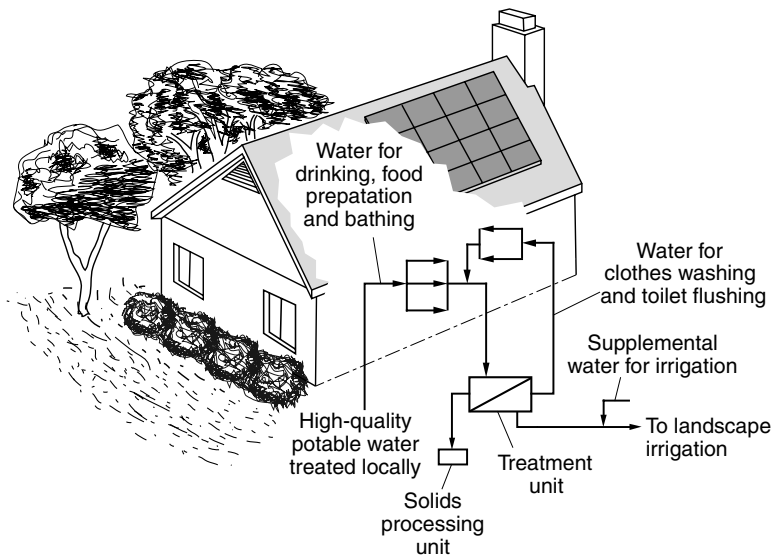 Water for
drinking, food
prepatation
and bathing
Water for
clothes washing
and toilet flushing
Supplemental
water for irrigation
High-quality
potable water
treated locally
To landscape
irrigation
Treatment
unit
Solids
processing
unit